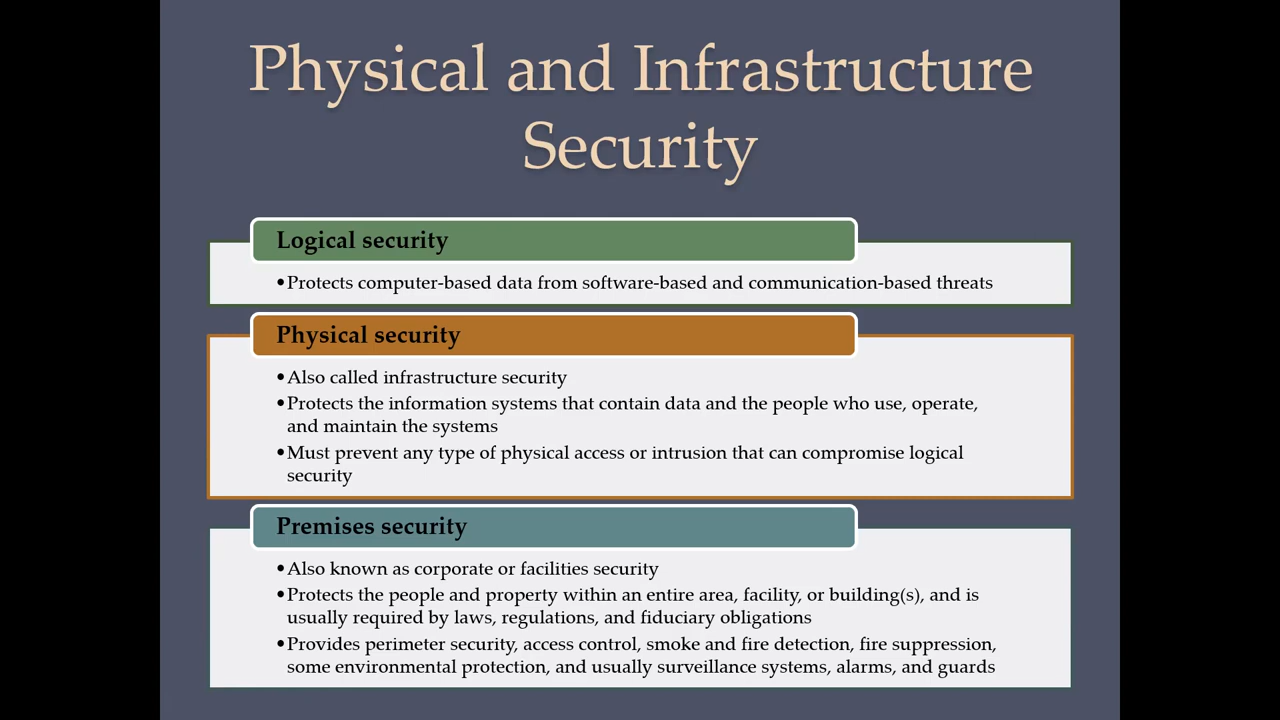 Physical and Infrastructure
Security
Logical security
•Protects computer-based data from software-based and communication-based threats
Physical security
•Also called infrastructure security
•Protects the information systems that contain data and the people who use, operate,
and maintain the systems
•Must prevent any type of physical access or intrusion that can compromise logical
security
Premises security
•Also known as corporate or facilities security
•Protects the people and property within an entire area, facility, or building(s), and is
usually required by laws, regulations, and fiduciary obligations
•Provides perimeter security, access control, smoke and fire detection, fire suppression,
some environmental protection, and usually surveillance systems, alarms, and guards